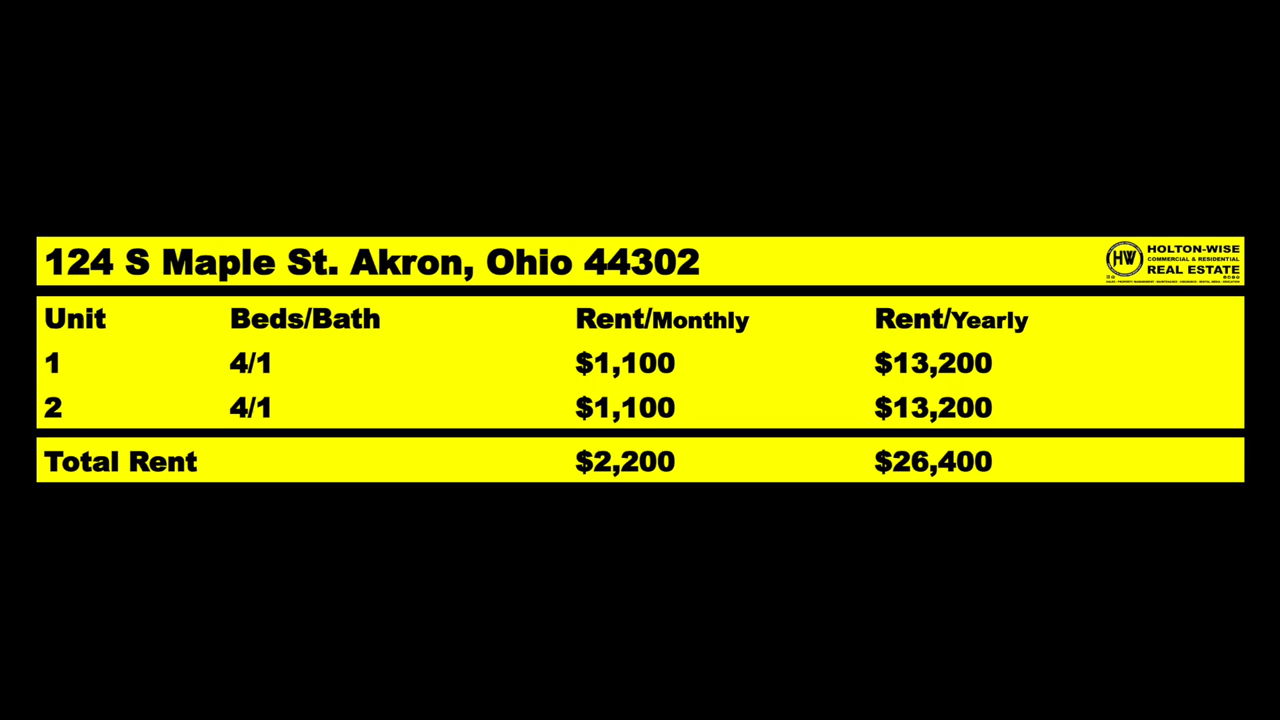 124 S Maple St. Akron, Ohio 44302
HOLTON-WISE
COMMERCIAL & RESIDENTIAL
REAL ESTATE
HW
Unit Beds/Bath Rent/Monthly Rent/Yearly
1 4/1 $1,100 $13,200
2 4/1 $1,100 $13,200
Total Rent $2,200 $26,400